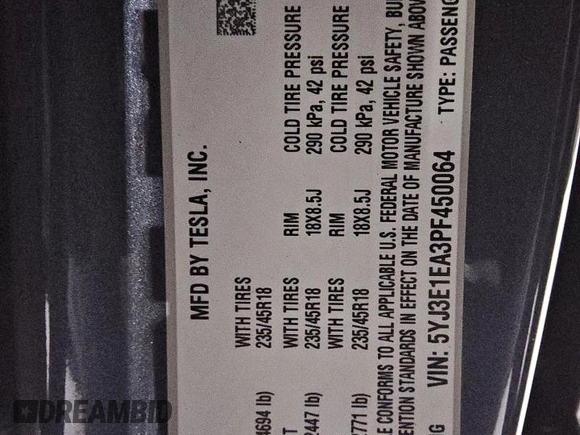 MFD BY TESLA, INC.
4694 lb) WITH TIRES
235/45R18
WITH TIRES RIM COLD TIRE PRESSURE
2447 lb) 235/45R18 18X8.5J 290 kPa, 42 psi
WITH TIRES RIM COLD TIRE PRESSURE
2771 lb) 235/45R18 18X8.5J 290 kPa, 42 psi
CONFORMS TO ALL APPLICABLE U.S. FEDERAL MOTOR VEHICLE SAFETY,
STANDARDS IN EFFECT ON THE DATE OF MANUFACTURE SHOWN ABOVE
VIN: 5YJ3E1EA3PF450064 TYPE: PASSENG
DREAMBID